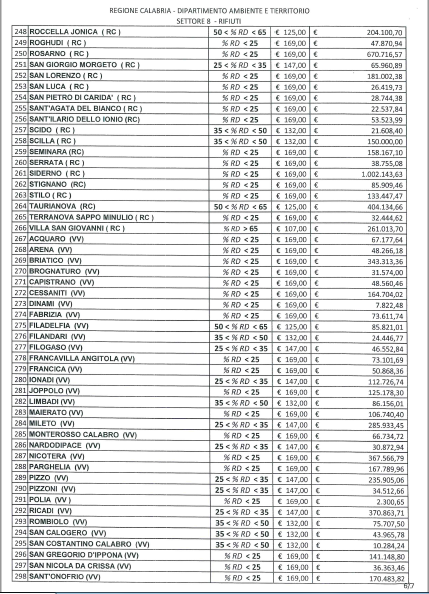 REGIONE CALABRIA - DIPARTIMENTO AMBIENTE E TERRITORIO
SETTORE 8 - RIFIUTI
248 ROCCELLA JONICA ( RC ) 50 < % RD < 65 € 125,00 € 204.100,70
249 ROGHUDI ( RC ) % RD < 25 € 169,00 € 47.870,94
250 ROSARNO ( RC ) % RD < 25 € 169,00 € 670.716,57
251 SAN GIORGIO MORGETO ( RC ) 25 < % RD < 35 € 147,00 € 65.960,89
252 SAN LORENZO ( RC ) % RD < 25 € 169,00 € 181.002,38
253 SAN LUCA ( RC ) % RD < 25 € 169,00 € 26.419,73
254 SAN PIETRO DI CARIDA' ( RC ) % RD < 25 € 169,00 € 28.744,38
255 SANT'AGATA DEL BIANCO ( RC ) % RD < 25 € 169,00 € 22.537,84
256 SANT'ILARIO DELLO IONIO (RC) % RD < 25 € 169,00 € 53.523,99
257 SCIDO ( RC ) 35 < % RD < 50 € 132,00 € 21.608,40
258 SCILLA ( RC ) 35 < % RD < 50 € 132,00 € 150.000,00
259 SEMINARA (RC) % RD < 25 € 169,00 € 158.167,10
260 SERRATA ( RC ) % RD < 25 € 169,00 € 38.755,08
261 SIDERNO ( RC ) % RD < 25 € 169,00 € 1.002.143,63
262 STIGNANO (RC) % RD < 25 € 169,00 € 85.909,46
263 STILO ( RC ) % RD < 25 € 169,00 € 133.447,47
264 TAURIANOVA (RC) 50 < % RD < 65 € 125,00 € 404.134,66
265 TERRANOVA SAPPO MINULIO ( RC ) % RD < 25 € 169,00 € 32.444,62
266 VILLA SAN GIOVANNI ( RC ) % RD > 65 € 107,00 € 261.013,70
267 ACQUARO (VV) % RD < 25 € 169,00 € 67.177,64
268 ARENA (VV) % RD < 25 € 169,00 € 48.266,18
269 BRIATICO (VV) % RD < 25 € 169,00 € 343.313,36
270 BROGNATURO (VV) % RD < 25 € 169,00 € 31.574,00
271 CAPISTRANO (VV) % RD < 25 € 169,00 € 48.560,46
272 CESSANITI (VV) % RD < 25 € 169,00 € 164.704,02
273 DINAMI (VV) % RD < 25 € 169,00 € 7.822,48
274 FABRIZIA (VV) % RD < 25 € 169,00 € 73.611,74
275 FILADELFIA (VV) 50 < % RD < 65 € 125,00 € 85.821,01
276 FILANDARI (VV) 35 < % RD < 50 € 132,00 € 24.446,77
277 FILOGASO (VV) 25 < % RD < 35 € 147,00 € 46.552,84
278 FRANCAVILLA ANGITOLA (VV) % RD < 25 € 169,00 € 73.101,69
279 FRANCICA (VV) % RD < 25 € 169,00 € 50.868,36
280 IONADI (VV) 25 < % RD < 35 € 147,00 € 112.726,74
281 JOPPOLO (VV) % RD < 25 € 169,00 € 125.178,30
282 LIMBADI (VV) 35 < % RD < 50 € 132,00 € 86.156,01
283 MAIERATO (VV) % RD < 25 € 169,00 € 106.740,40
284 MILETO (VV) 25 < % RD < 35 € 147,00 € 285.933,45
285 MONTEROSSO CALABRO (VV) % RD < 25 € 169,00 € 66.734,72
286 NARDODIPACE (VV) 25 < % RD < 35 € 147,00 € 30.872,94
287 NICOTERA (VV) % RD < 25 € 169,00 € 367.566,79
288 PARGHELIA (VV) % RD < 25 € 169,00 € 167.789,96
289 PIZZO (VV) 25 < % RD < 35 € 147,00 € 235.905,06
290 PIZZONI (VV) 25 < % RD < 35 € 147,00 € 34.512,66
291 POLIA (VV) % RD < 25 € 169,00 € 2.300,65
292 RICADI (VV) 25 < % RD < 35 € 147,00 € 370.863,71
293 ROMBIOLO (VV) 35 < % RD < 50 € 132,00 € 75.707,50
294 SAN CALOGERO (VV) 35 < % RD < 50 € 132,00 € 43.965,78
295 SAN COSTANTINO CALABRO (VV) 35 < % RD < 50 € 132,00 € 10.284,24
296 SAN GREGORIO D'IPPONA (VV) % RD < 25 € 169,00 € 141.148,80
297 SAN NICOLA DA CRISSA (VV) % RD < 25 € 169,00 € 36.363,46
298 SANT'ONOFRIO (VV) % RD < 25 € 169,00 € 170.483,82
6/7